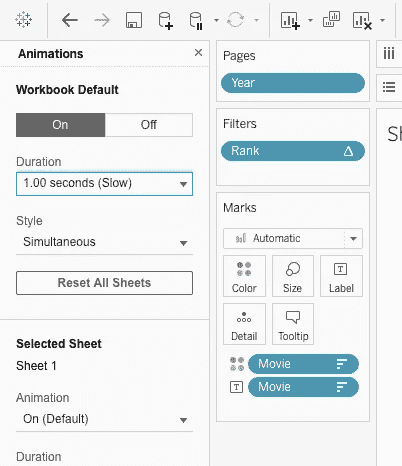 Animations
Workbook Default
On Off
Duration
1.00 seconds (Slow)
Style
Simultaneous
Reset All Sheets
Selected Sheet
Sheet 1
Animation
On (Default)
Duration
Pages
Year
Filters
Rank
Marks
Automatic
Color Size Label
Detail Tooltip
Movie
Movie
Sh